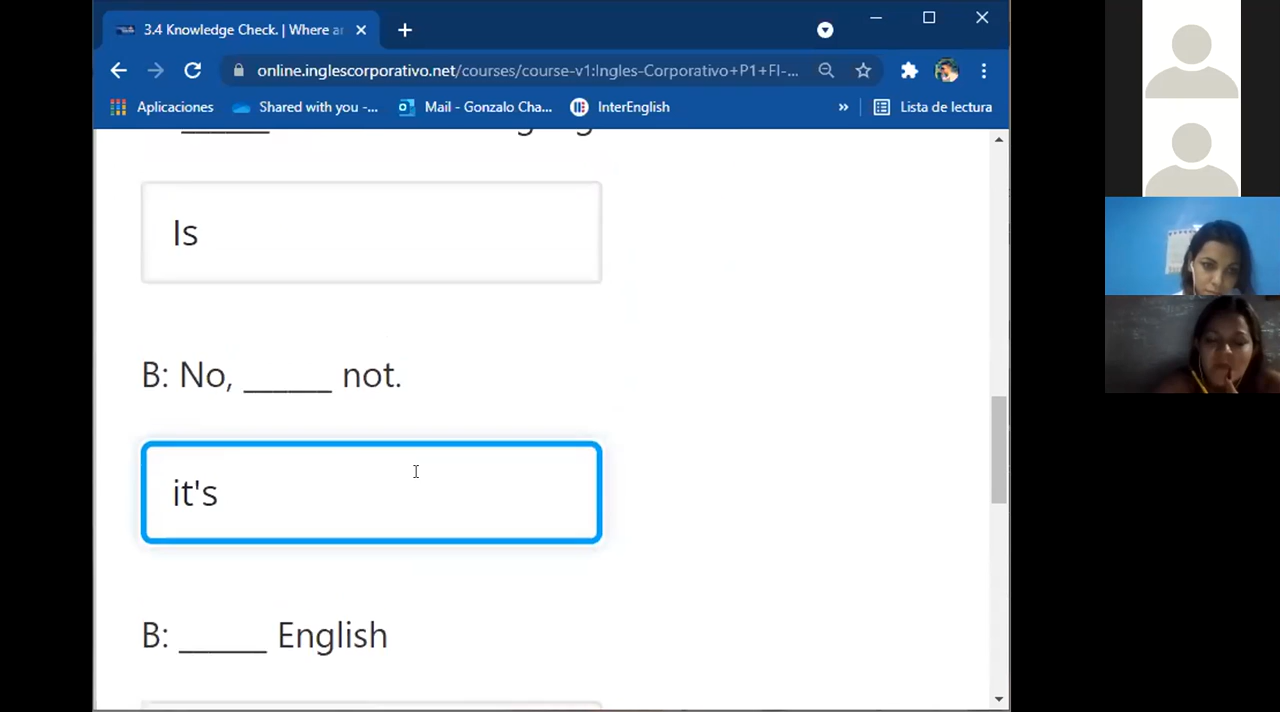 3.4 Knowledge Check. | Where ar
online.inglescorporativo.net/courses/course-v1:Ingles-Corporativo+P1+FI-...
Aplicaciones Shared with you -... Mail - Gonzalo Cha... InterEnglish » Lista de lectura
Is
B: No, ______ not.
it's
B: ______ English